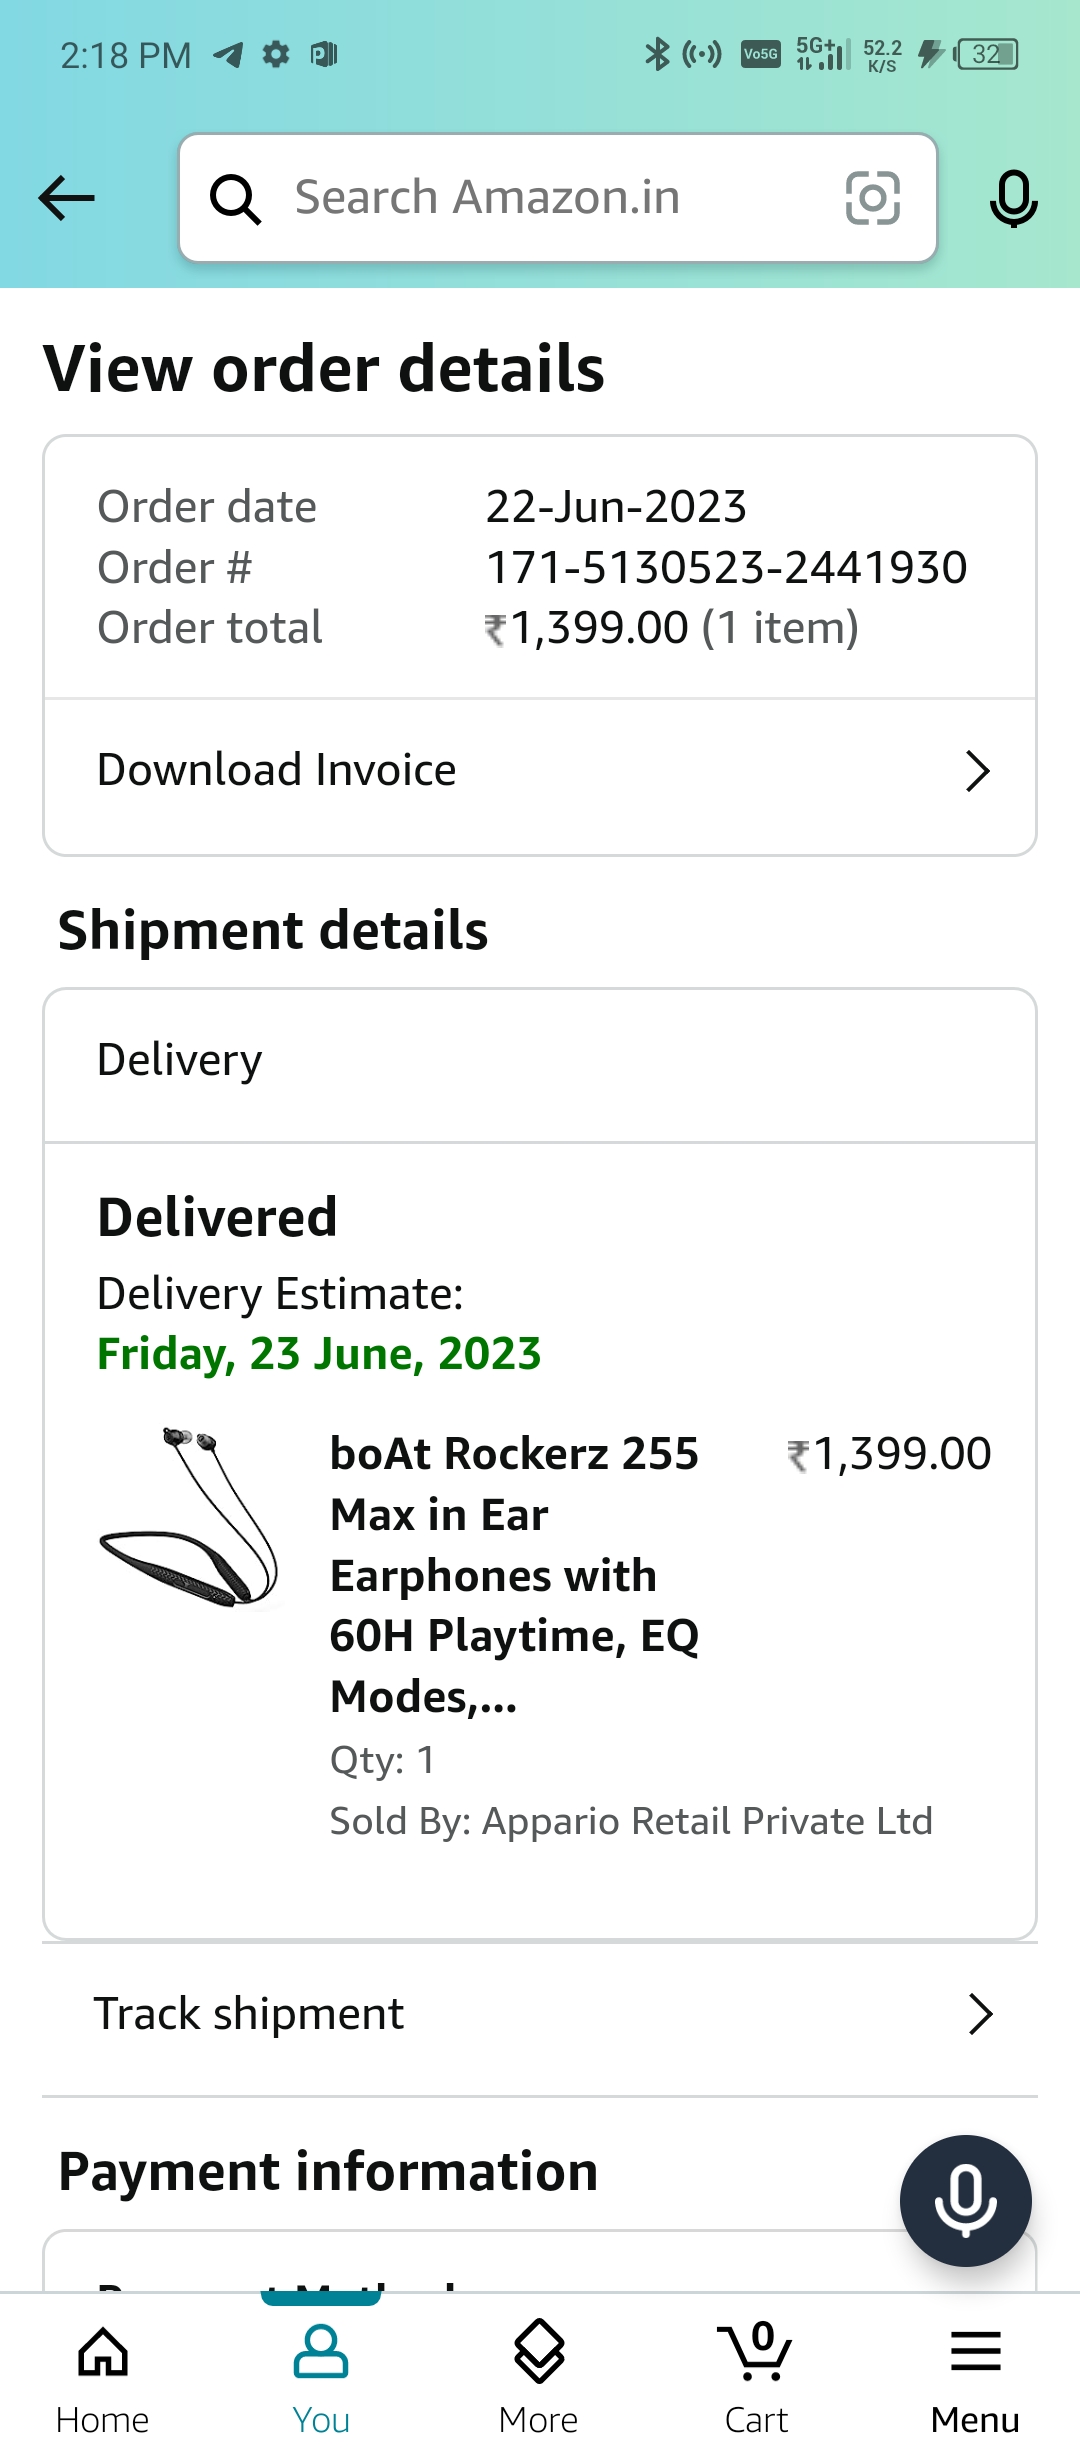 2:18 PM
Vo5G 5G+ 52.2 K/S 32
Search Amazon.in
View order details
Order date 22-Jun-2023
Order # 171-5130523-2441930
Order total ₹1,399.00 (1 item)
Download Invoice
Shipment details
Delivery
Delivered
Delivery Estimate:
Friday, 23 June, 2023
boAt Rockerz 255 ₹1,399.00
Max in Ear
Earphones with
60H Playtime, EQ
Modes,...
Qty: 1
Sold By: Appario Retail Private Ltd
Track shipment
Payment information
0
Home You More Cart Menu